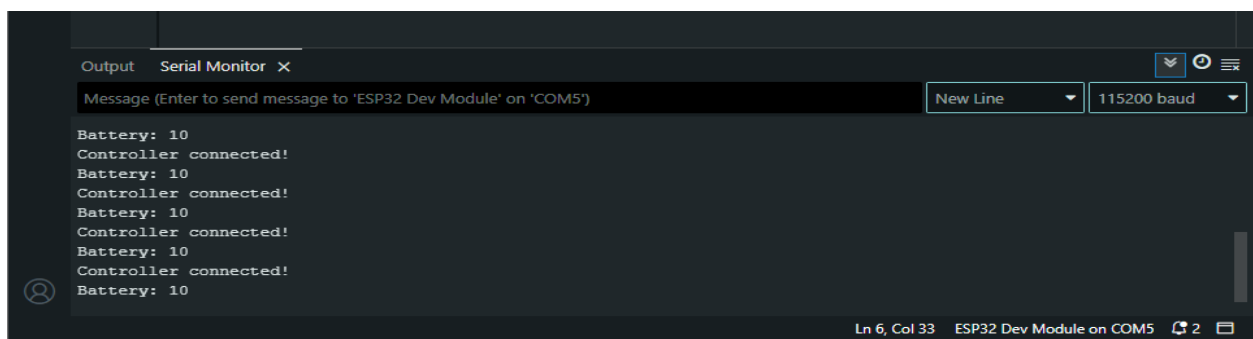 Output Serial Monitor
Message (Enter to send message to 'ESP32 Dev Module' on 'COM5') New Line 115200 baud
Battery: 10
Controller connected!
Battery: 10
Controller connected!
Battery: 10
Controller connected!
Battery: 10
Controller connected!
Battery: 10
Ln 6, Col 33 ESP32 Dev Module on COM5 2